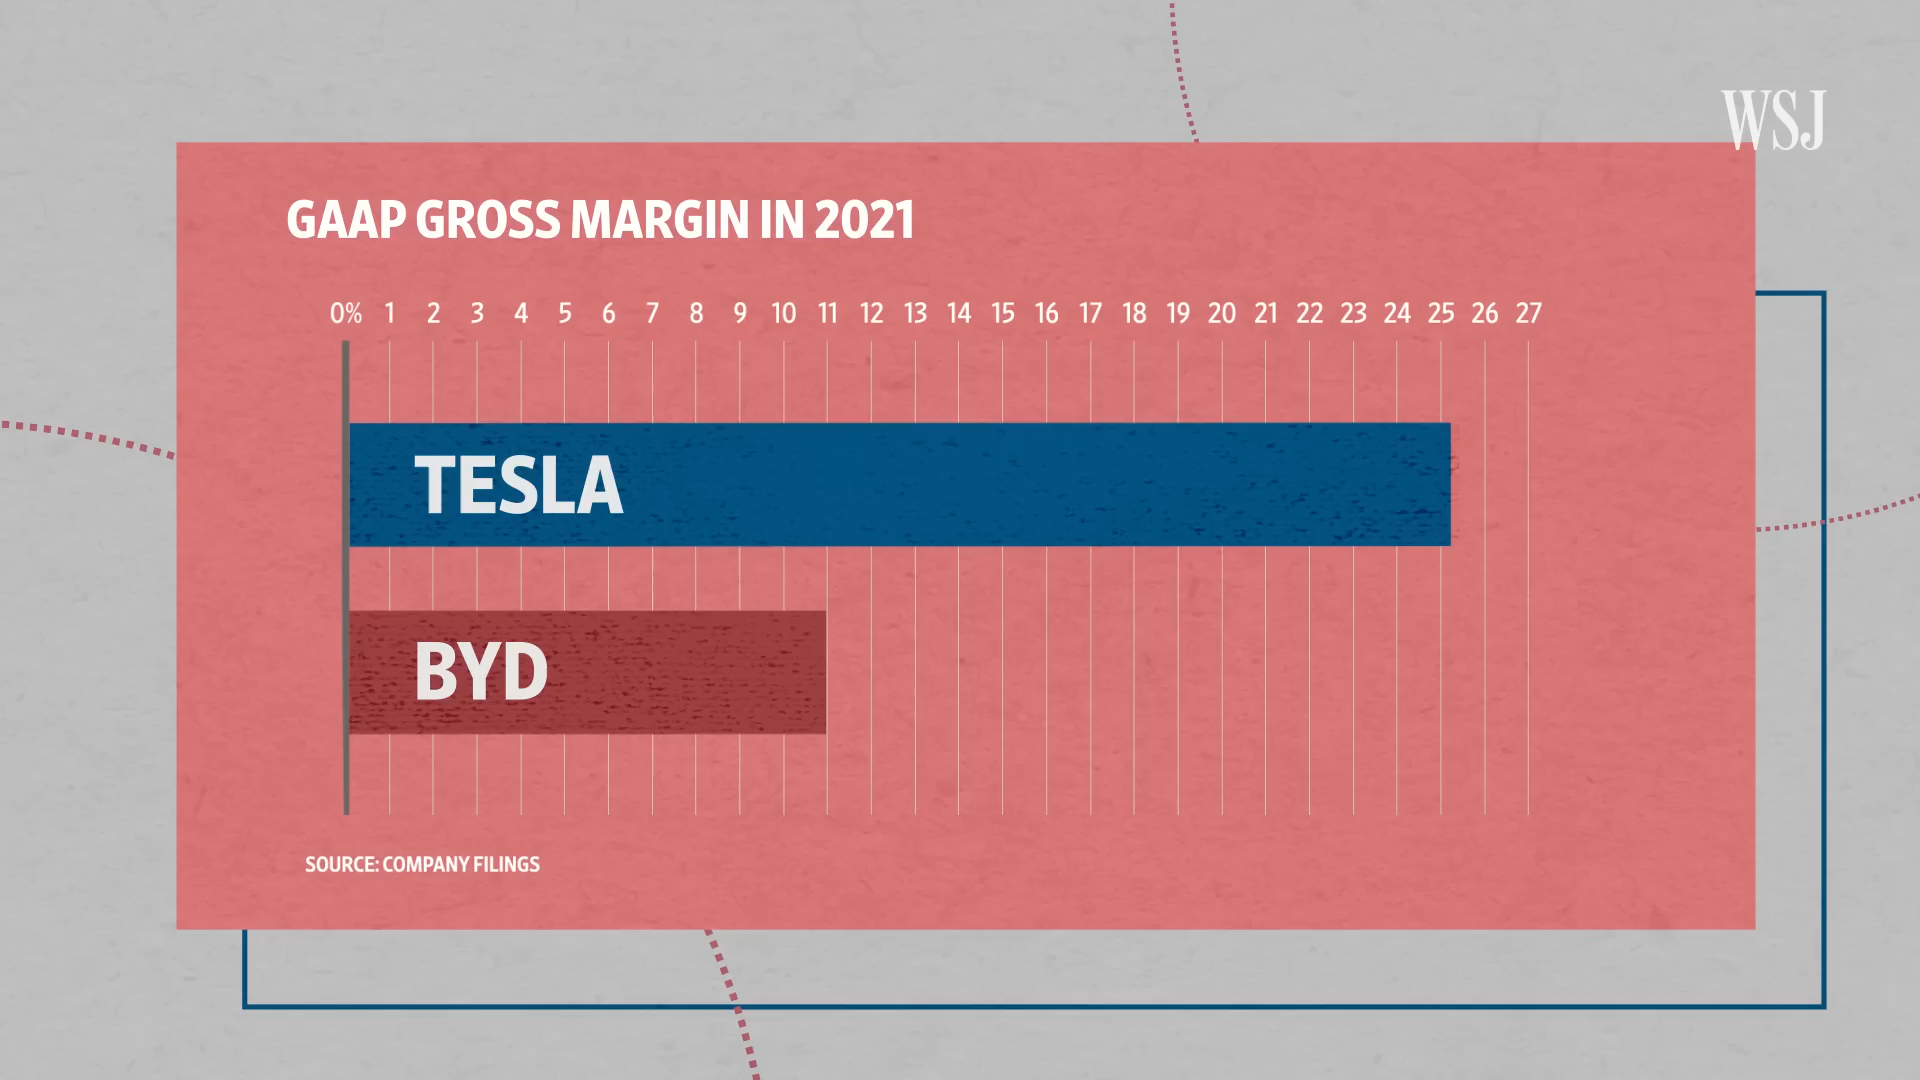 WSJ
GAAP GROSS MARGIN IN 2021
0% 1 2 3 4 5 6 7 8 9 10 11 12 13 14 15 16 17 18 19 20 21 22 23 24 25 26 27
TESLA
BYD
SOURCE: COMPANY FILINGS